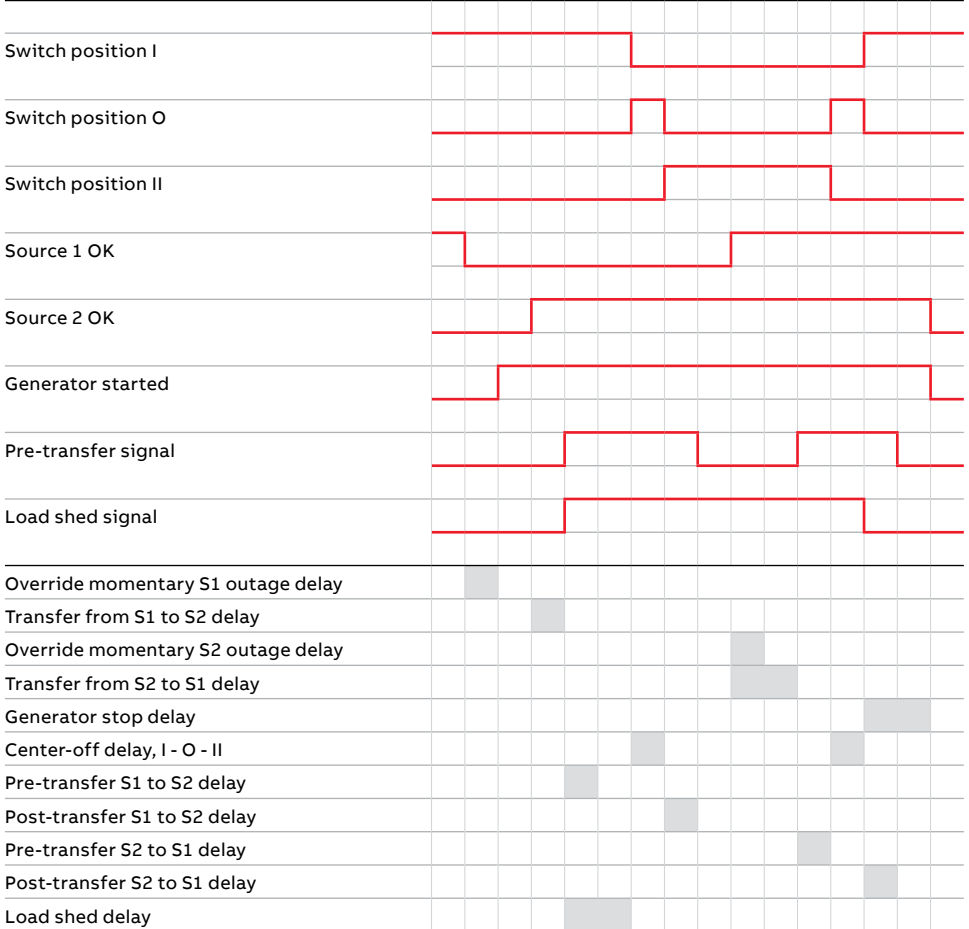 Switch position I
Switch position O
Switch position II
Source 1 OK
Source 2 OK
Generator started
Pre-transfer signal
Load shed signal
Override momentary S1 outage delay
Transfer from S1 to S2 delay
Override momentary S2 outage delay
Transfer from S2 to S1 delay
Generator stop delay
Center-off delay, I - O - II
Pre-transfer S1 to S2 delay
Post-transfer S1 to S2 delay
Pre-transfer S2 to S1 delay
Post-transfer S2 to S1 delay
Load shed delay